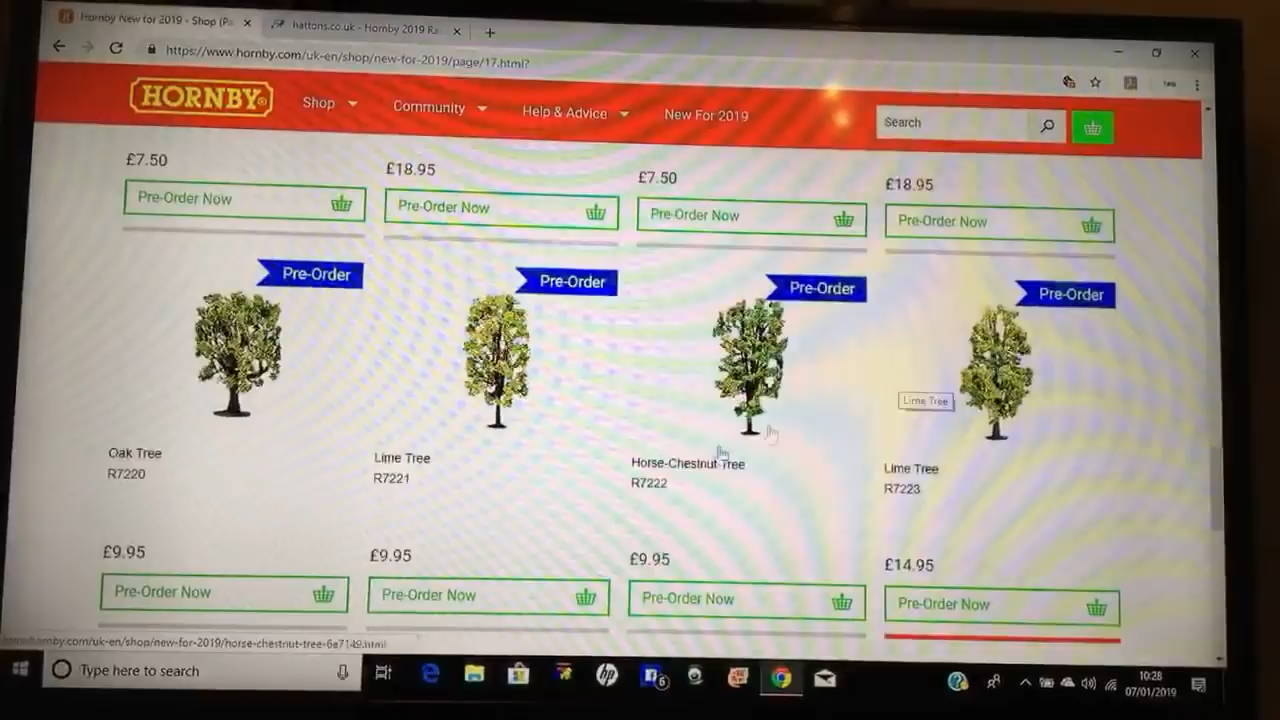 Hornby New for 2019 - Shop (Pa
hattons.co.uk - Hornby 2019 Ra
https://www.hornby.com/uk-en/shop/new-for-2019/page/17.html?
HORNBY®
Shop
Community
Help & Advice
New For 2019
Search
£7.50
£18.95
£7.50
£18.95
Pre-Order Now
Pre-Order Now
Pre-Order Now
Pre-Order Now
Pre-Order
Pre-Order
Pre-Order
Pre-Order
Lime Tree
Oak Tree
R7220
Lime Tree
R7221
Horse-Chestnut Tree
R7222
Lime Tree
R7223
£9.95
£9.95
£9.95
£14.95
Pre-Order Now
Pre-Order Now
Pre-Order Now
Pre-Order Now
hornby.com/uk-en/shop/new-for-2019/horse-chestnut-tree-6e7149.html
Type here to search
hp
6
10:28
07/01/2019